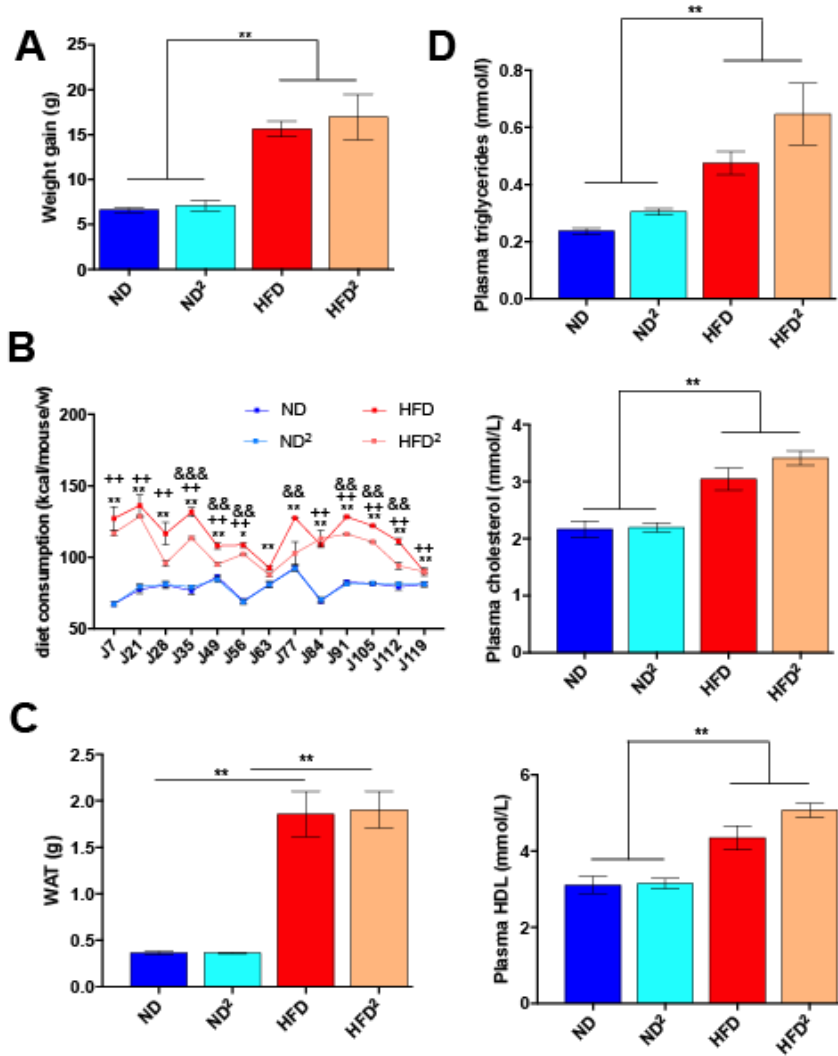 A
Weight gain (g)
25
20
15
10
5
0
**
ND
ND²
HFD
HFD²
B
diet consumption (kcal/mouse/w)
200
150
100
50
ND
HFD
ND²
HFD²
++
**
++
**
++
**
&&&
++
**
&&
++
**
&&
++
*
**
&&
**
++
**
&&
++
**
&&
++
**
&&
**
++
**
J7
J21
J28
J35
J49
J56
J63
J77
J84
J91
J105
J112
J119
C
WAT (g)
2.5
2.0
1.5
1.0
0.5
0.0
**
**
ND
ND²
HFD
HFD²
D
Plasma triglycerides (mmol/l)
0.8
0.6
0.4
0.2
0.0
**
ND
ND²
HFD
HFD²
Plasma cholesterol (mmol/L)
4
3
2
1
0
**
ND
ND²
HFD
HFD²
Plasma HDL (mmol/L)
6
4
2
0
**
ND
ND²
HFD
HFD²